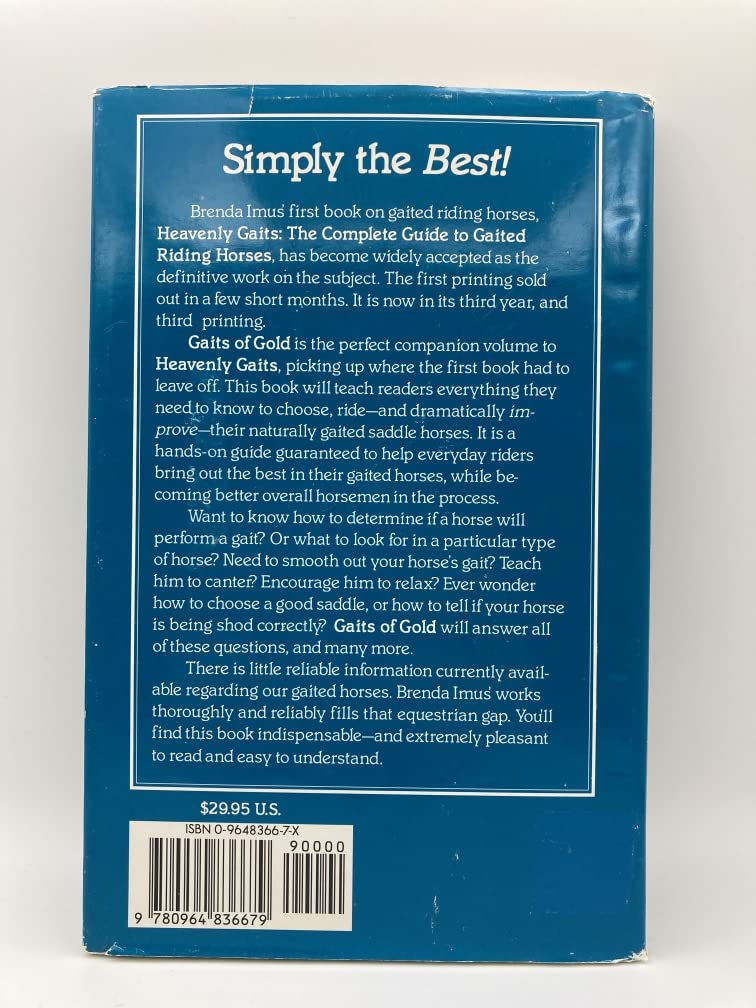 Simply the Best!
Brenda Imus' first book on gaited riding horses,
Heavenly Gaits: The Complete Guide to Gaited
Riding Horses, has become widely accepted as the
definitive work on the subject. The first printing sold
out in a few short months. It is now in its third year, and
third printing.
Gaits of Gold is the perfect companion volume to
Heavenly Gaits, picking up where the first book had to
leave off. This book will teach readers everything they
need to know to choose, ride—and dramatically im-
prove—their naturally gaited saddle horses. It is a
hands-on guide guaranteed to help everyday riders
bring out the best in their gaited horses, while be-
coming better overall horsemen in the process.
Want to know how to determine if a horse will
perform a gait? Or what to look for in a particular type
of horse? Need to smooth out your horse's gait? Teach
him to canter? Encourage him to relax? Ever wonder
how to choose a good saddle, or how to tell if your horse
is being shod correctly? Gaits of Gold will answer all
of these questions, and many more.
There is little reliable information currently avail-
able regarding our gaited horses. Brenda Imus' works
thoroughly and reliably fills that equestrian gap. You'll
find this book indispensable—and extremely pleasant
to read and easy to understand.
$29.95 U.S.
ISBN 0-9648366-7-X
90000
9 780964 836679